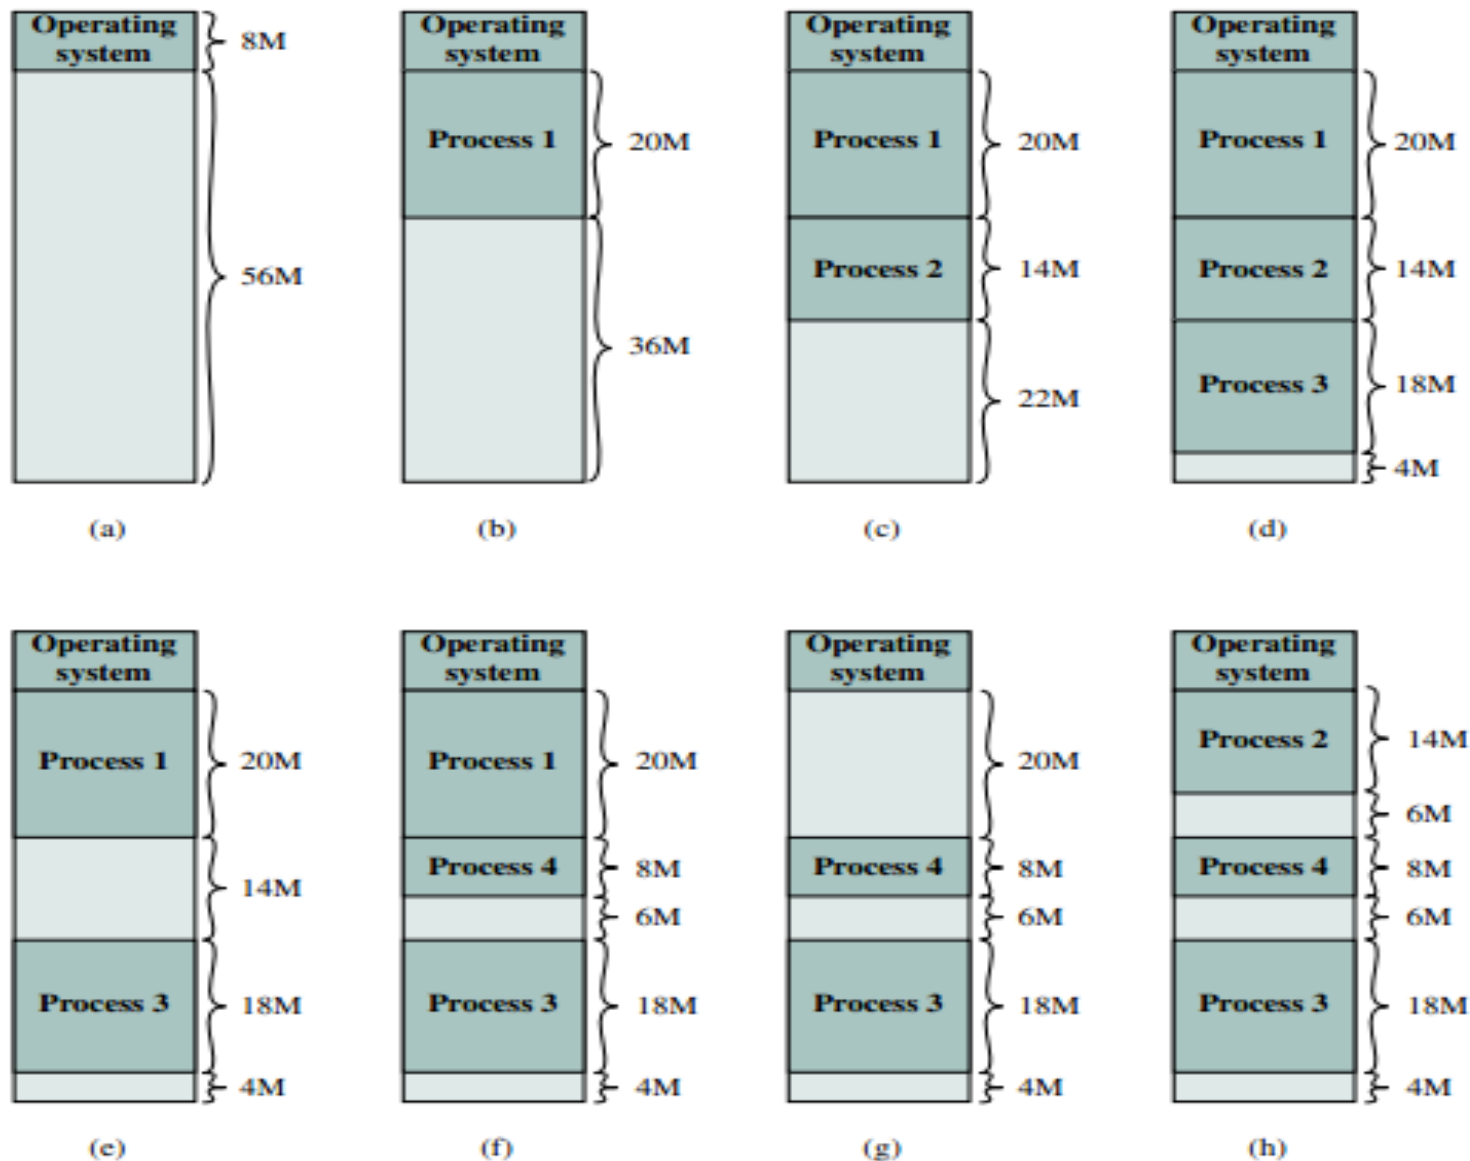 Operating
system
8M
56M
(a)
Operating
system
Process 1
20M
36M
(b)
Operating
system
Process 1
20M
Process 2
14M
22M
(c)
Operating
system
Process 1
20M
Process 2
14M
Process 3
18M
4M
(d)
Operating
system
Process 1
20M
14M
Process 3
18M
4M
(e)
Operating
system
Process 1
20M
Process 4
8M
6M
Process 3
18M
4M
(f)
Operating
system
20M
Process 4
8M
6M
Process 3
18M
4M
(g)
Operating
system
Process 2
14M
6M
Process 4
8M
6M
Process 3
18M
4M
(h)